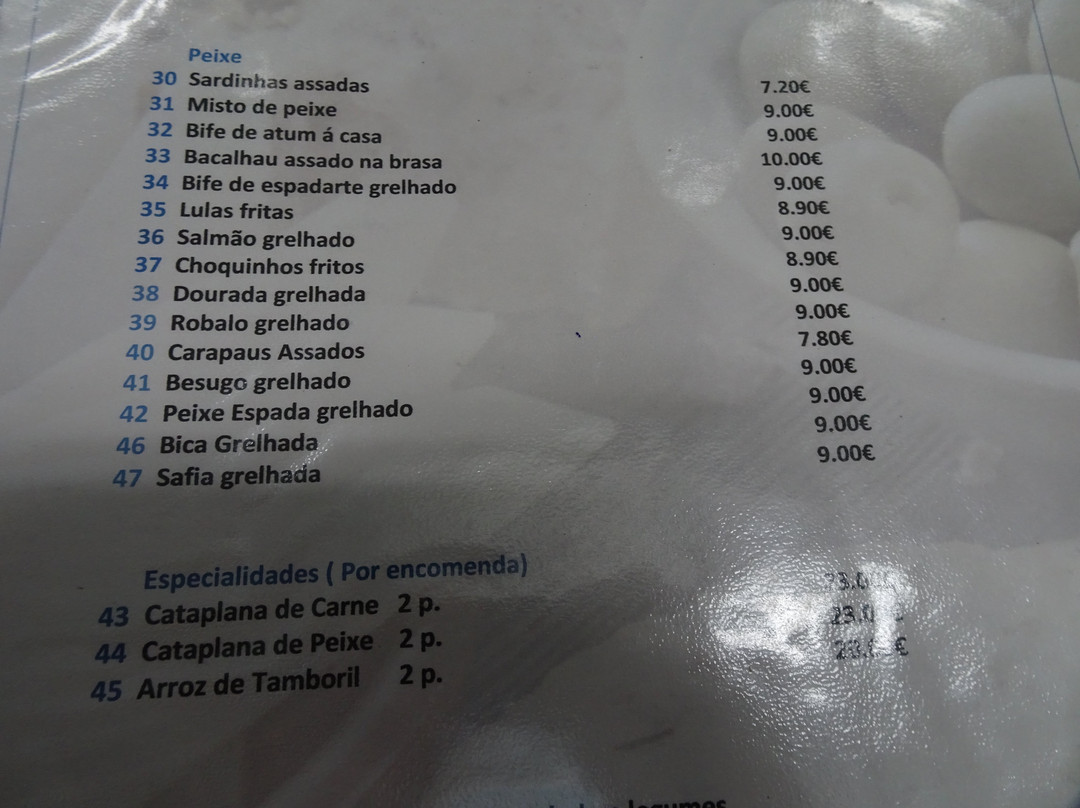 Peixe
30 Sardinhas assadas 7.20€
31 Misto de peixe 9.00€
32 Bife de atum á casa 9.00€
33 Bacalhau assado na brasa 10.00€
34 Bife de espadarte grelhado 9.00€
35 Lulas fritas 8.90€
36 Salmão grelhado 9.00€
37 Choquinhos fritos 8.90€
38 Dourada grelhada 9.00€
39 Robalo grelhado 9.00€
40 Carapaus Assados 7.80€
41 Besugo grelhado 9.00€
42 Peixe Espada grelhado 9.00€
46 Bica Grelhada 9.00€
47 Safia grelhada 9.00€
Especialidades ( Por encomenda)
43 Cataplana de Carne 2 p.
44 Cataplana de Peixe 2 p.
45 Arroz de Tamboril 2 p.